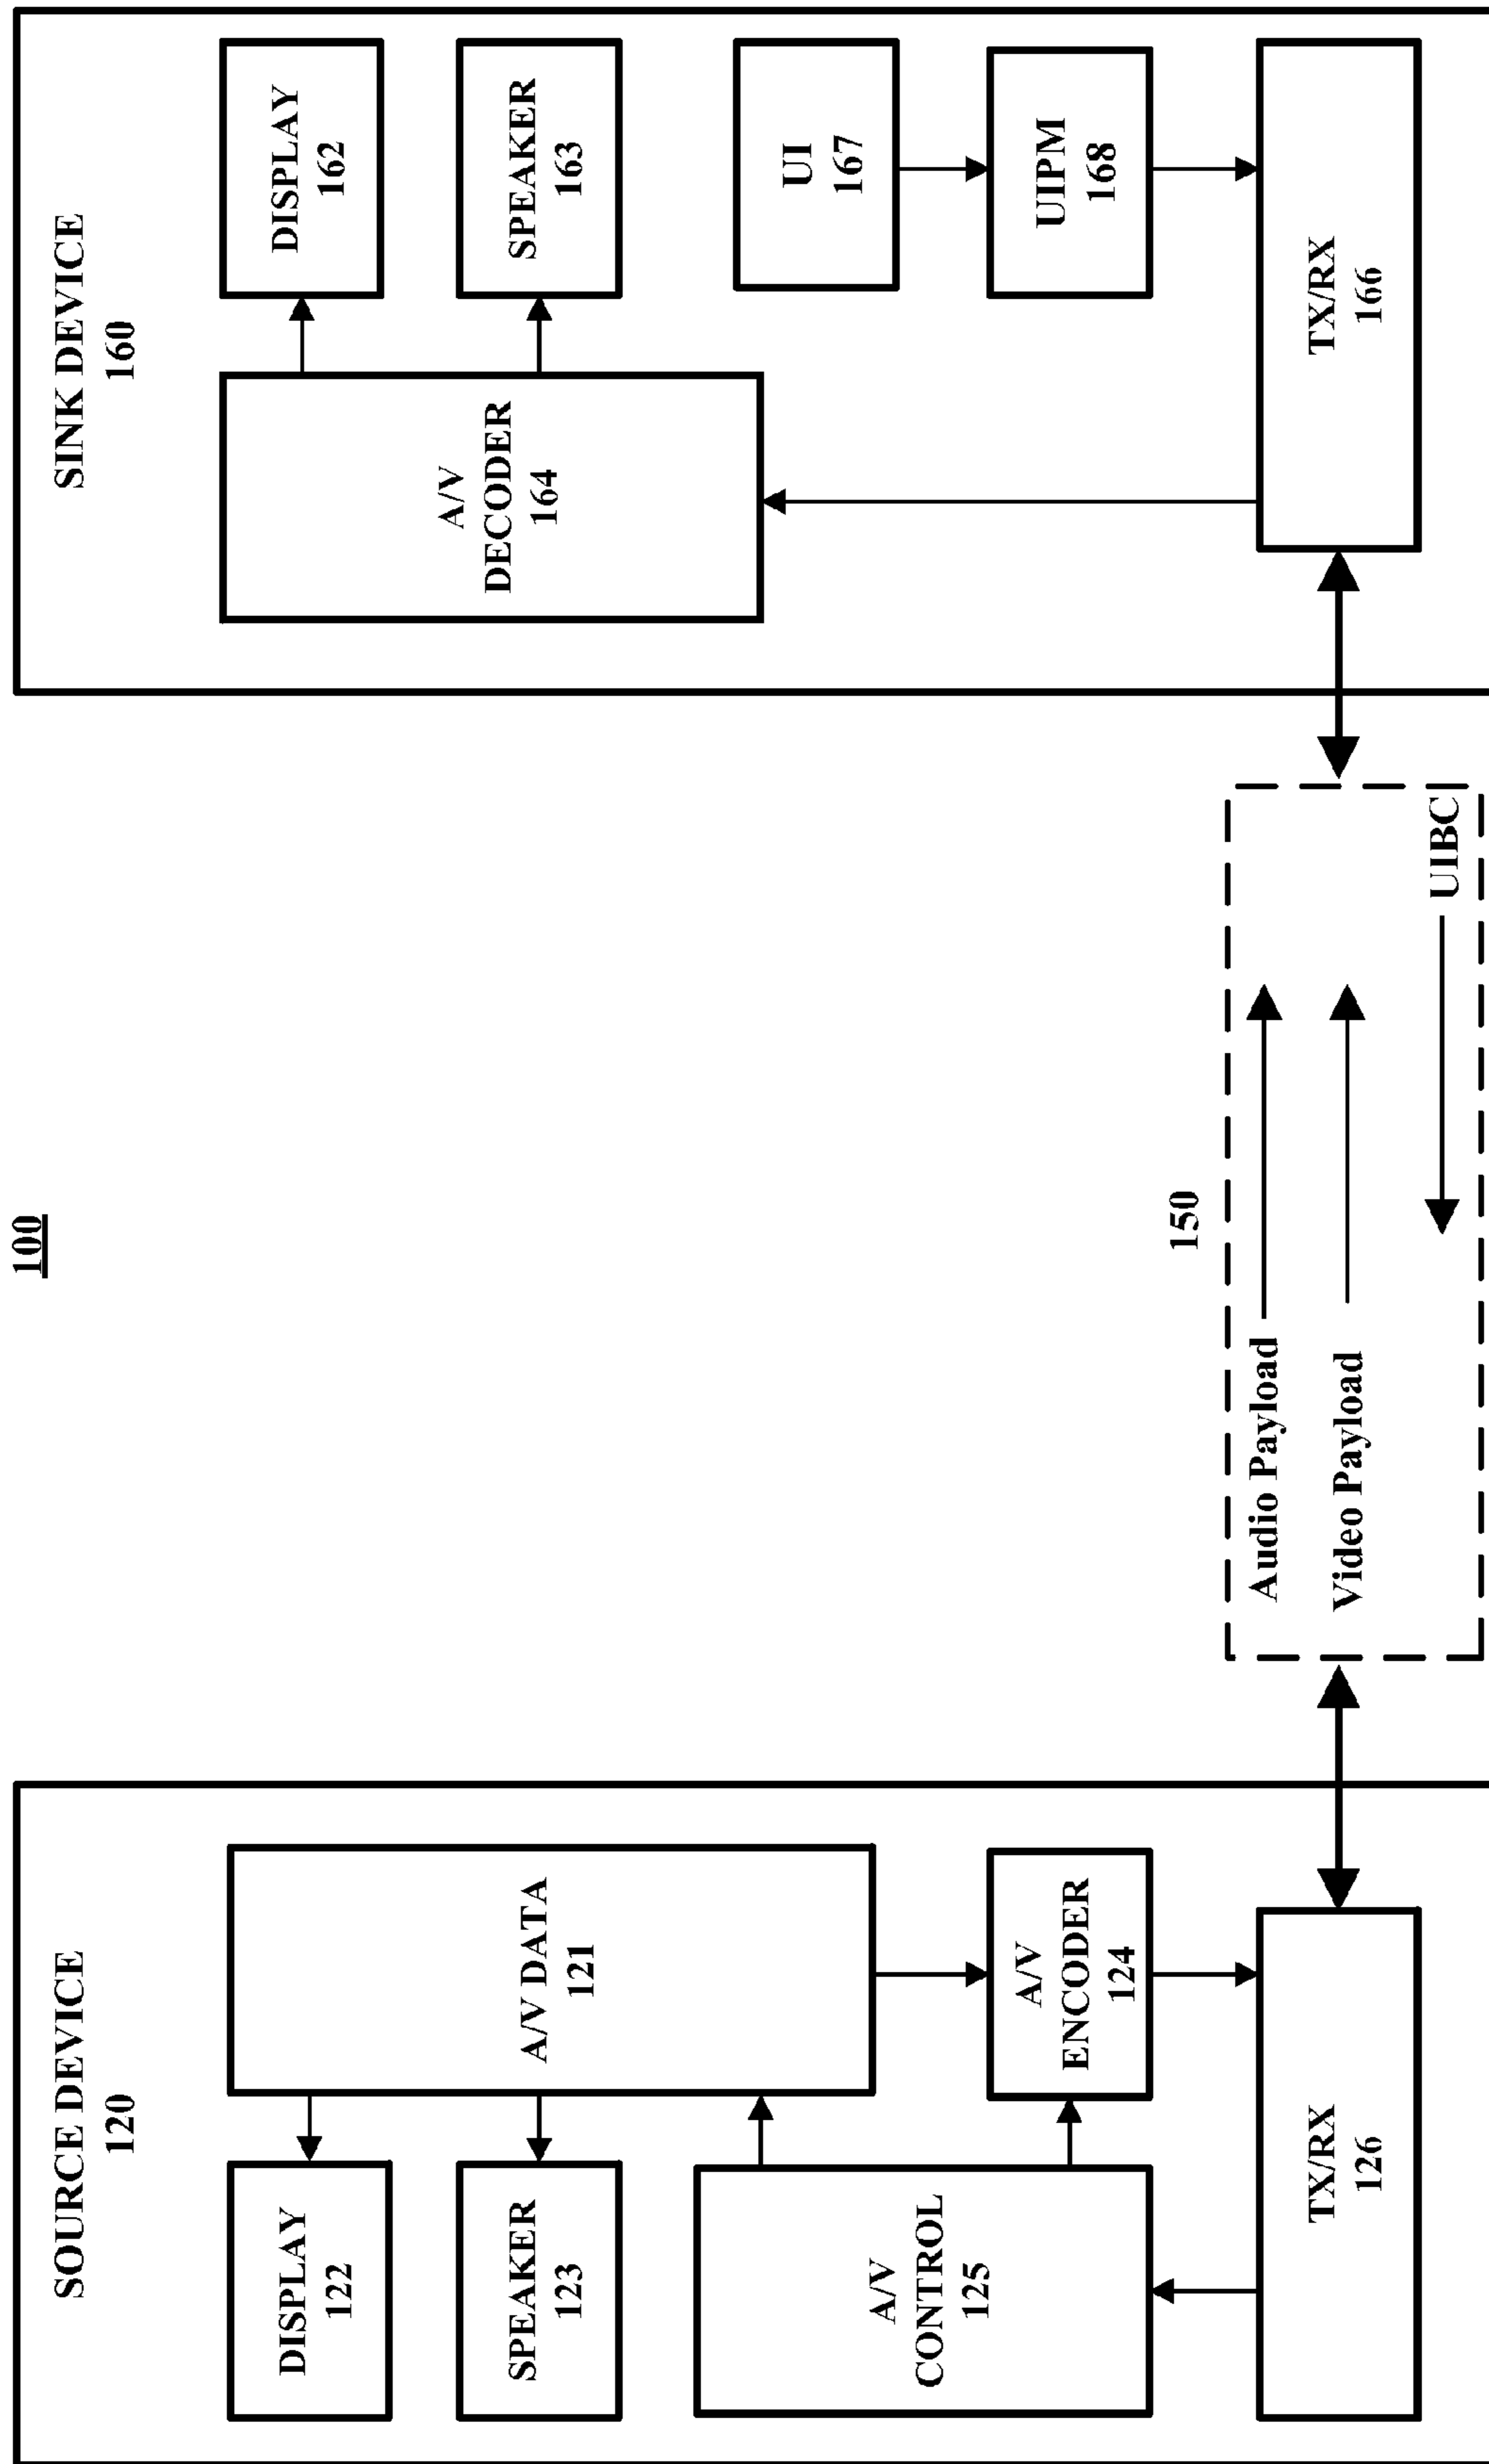 100
SOURCE DEVICE
120
DISPLAY
122
SPEAKER
123
A/V
CONTROL
125
A/V DATA
121
A/V
ENCODER
124
TX/RX
126
150
Audio Payload
Video Payload
UIBC
SINK DEVICE
160
A/V
DECODER
164
DISPLAY
162
SPEAKER
163
UI
167
UIPM
168
TX/RX
166